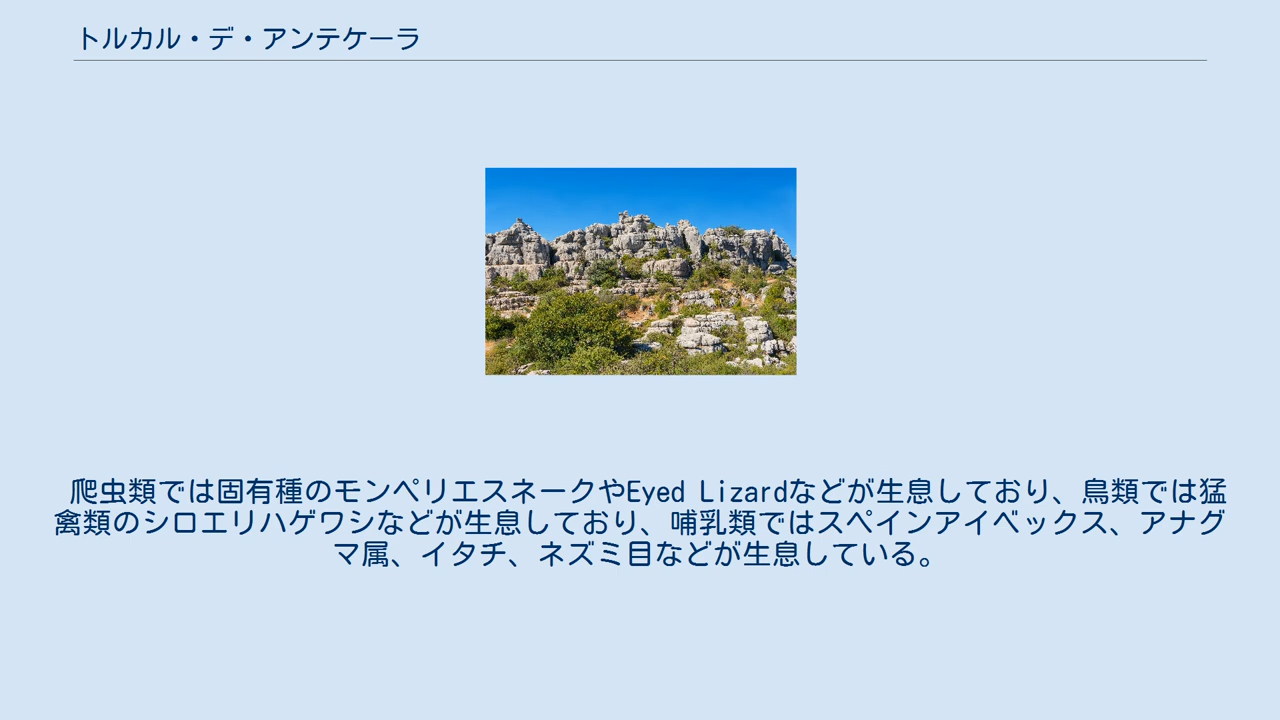 トルカル・デ・アンテケーラ
爬虫類では固有種のモンペリエスネークやEyed Lizardなどが生息しており、鳥類では猛
禽類のシロエリハゲワシなどが生息しており、哺乳類ではスペインアイベックス、アナグ
マ属、イタチ、ネズミ目などが生息している。